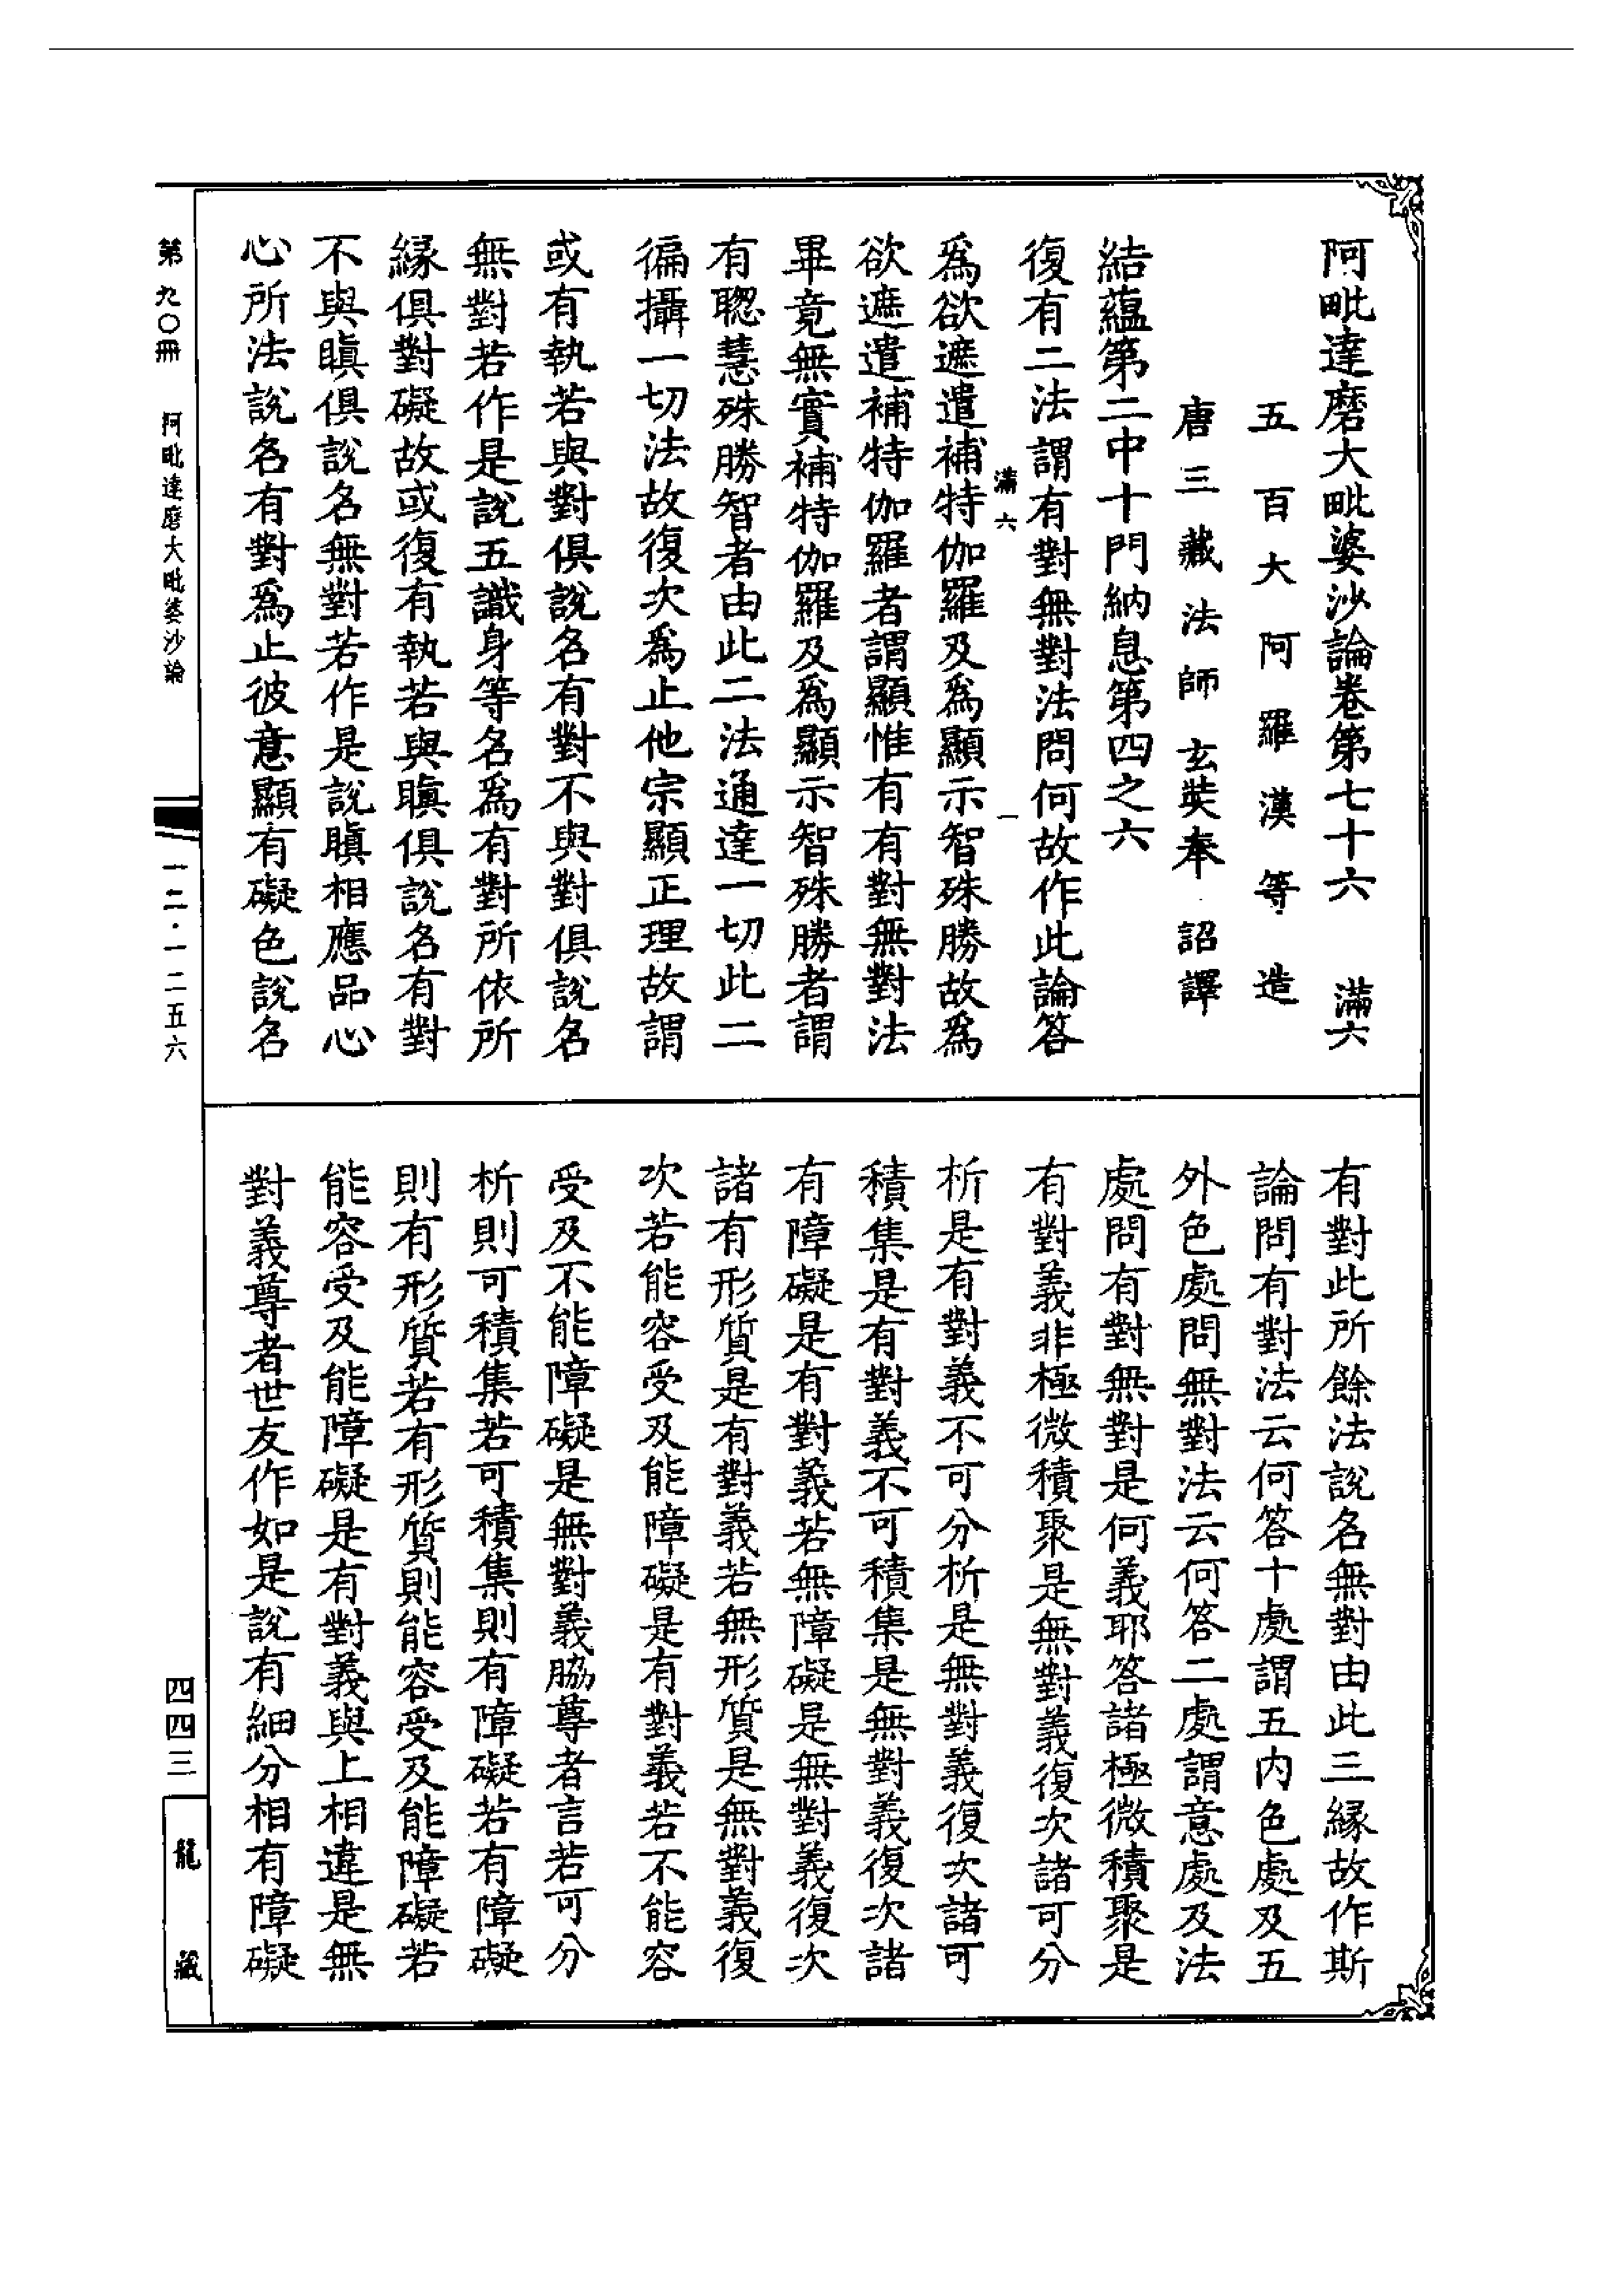 阿毗達磨大毗婆沙論卷第七十六　滿六
五百大阿羅漢等造
唐三藏法師玄奘奉　詔譯
結蘊第二中十門納息第四之六
復有二法謂有對無對法問何故作此論答
滿六　一
爲欲遮遣補特伽羅及爲顯示智殊勝故爲
欲遮遣補特伽羅者謂顯惟有有對無對法
畢竟無實補特伽羅及爲顯示智殊勝者謂
有聰慧殊勝智者由此二法通達一切此二
徧攝一切法故復次爲止他宗顯正理故謂
或有執若與對俱說名有對不與對俱說名
無對若作是說五識身等名爲有對所依所
緣俱對礙故或復有執若與瞋俱說名有對
不與瞋俱說名無對若作是說瞋相應品心
心所法說名有對爲止彼意顯有礙色說名
有對此所餘法說名無對由此三緣故作斯
論問有對法云何答十處謂五内色處及五
外色處問無對法云何答二處謂意處及法
處問有對無對是何義耶答諸極微積聚是
有對義非極微積聚是無對義復次諸可分
析是有對義不可分析是無對義復次諸可
積集是有對義不可積集是無對義復次諸
有障礙是有對義若無障礙是無對義復次
諸有形質是有對義若無形質是無對義復
次若能容受及能障礙是有對義若不能容
受及不能障礙是無對義脇尊者言若可分
析則可積集若可積集則有障礙若有障礙
則有形質若有形質則能容受及能障礙若
能容受及能障礙是有對義與上相違是無
對義尊者世友作如是說有細分相有障礙
第九〇冊　阿毗達磨大毗婆沙論
一二·一二五六
四四三
龍藏